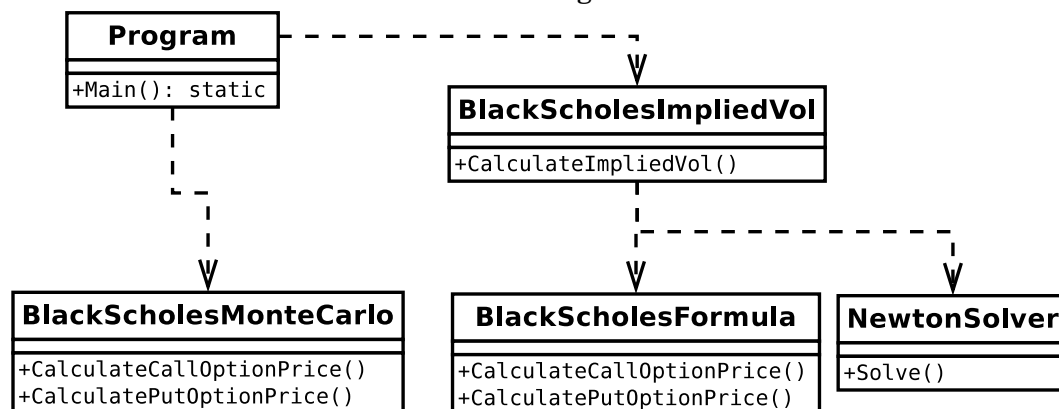 Program
+Main(): static
BlackScholesImpliedVol
+CalculateImpliedVol()
BlackScholesMonteCarlo
+CalculateCallOptionPrice()
+CalculatePutOptionPrice()
BlackScholesFormula
+CalculateCallOptionPrice()
+CalculatePutOptionPrice()
NewtonSolver
+Solve()